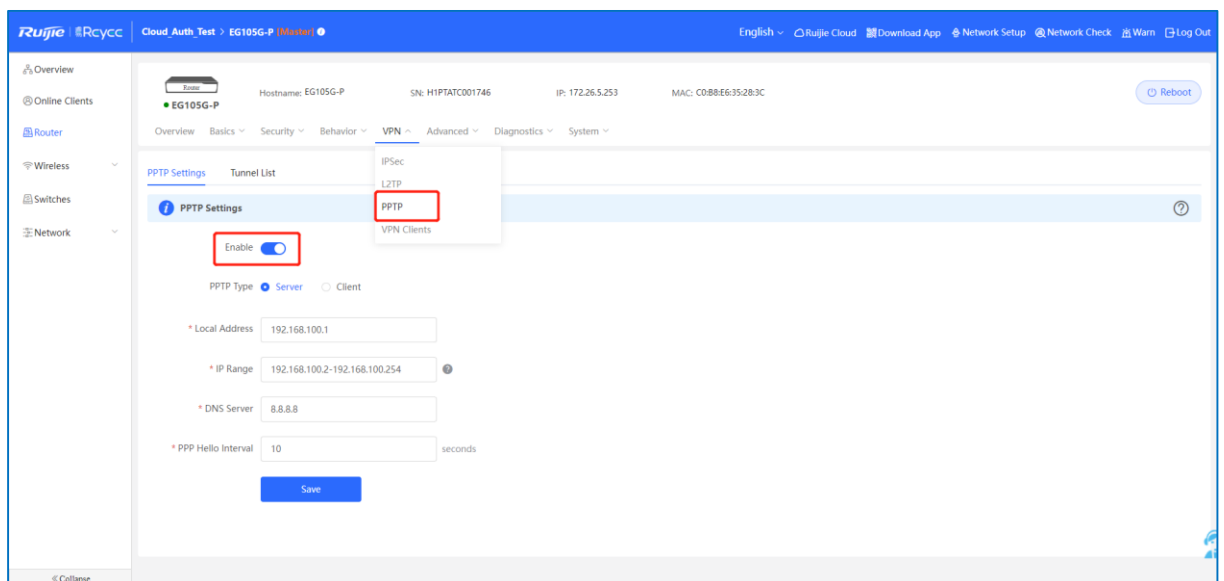 Ruijie | Rcycc Cloud_Auth_Test > EG105G-P (Master) English Ruijie Cloud Download App Network Setup Network Check Warn Log Out
Overview
Online Clients
Router
Wireless
Switches
Network
Collapse
Router
EG105G-P
Hostname: EG105G-P SN: H1PTATC001746 IP: 172.26.5.253 MAC: C0:B8:E6:35:28:3C Reboot
Overview Basics Security Behavior VPN Advanced Diagnostics System
IPSec
L2TP
PPTP
VPN Clients
PPTP Settings Tunnel List
PPTP Settings
Enable
PPTP Type Server Client
* Local Address 192.168.100.1
* IP Range 192.168.100.2-192.168.100.254
* DNS Server 8.8.8.8
* PPP Hello Interval 10 seconds
Save